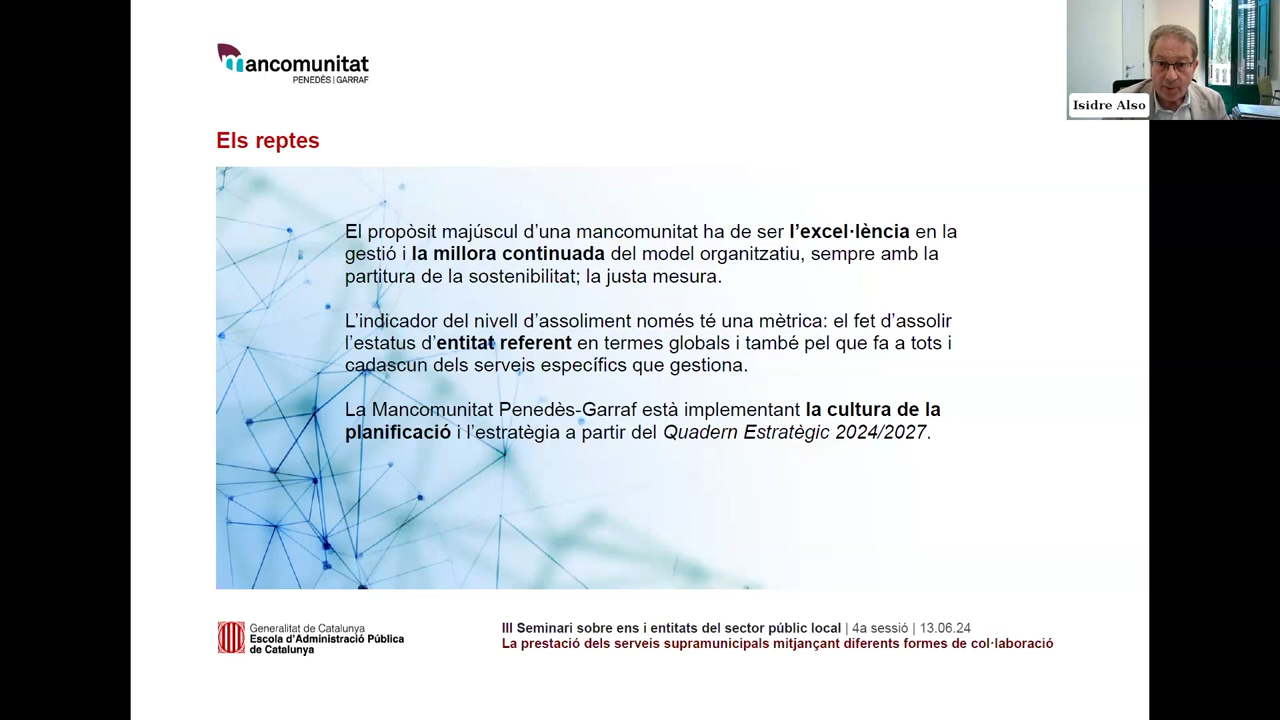 mancomunitat
PENEDÈS | GARRAF
Isidre Also
Els reptes
El propòsit majúscul d'una mancomunitat ha de ser l'excel·lència en la
gestió i la millora continuada del model organitzatiu, sempre amb la
partitura de la sostenibilitat; la justa mesura.
L'indicador del nivell d'assoliment només té una mètrica: el fet d'assolir
l'estatus d'entitat referent en termes globals i també pel que fa a tots i
cadascun dels serveis específics que gestiona.
La Mancomunitat Penedès-Garraf està implementant la cultura de la
planificació i l'estratègia a partir del Quadern Estratègic 2024/2027.
Generalitat de Catalunya
Escola d'Administració Pública
de Catalunya
III Seminari sobre ens i entitats del sector públic local | 4a sessió | 13.06.24
La prestació dels serveis supramunicipals mitjançant diferents formes de col·laboració